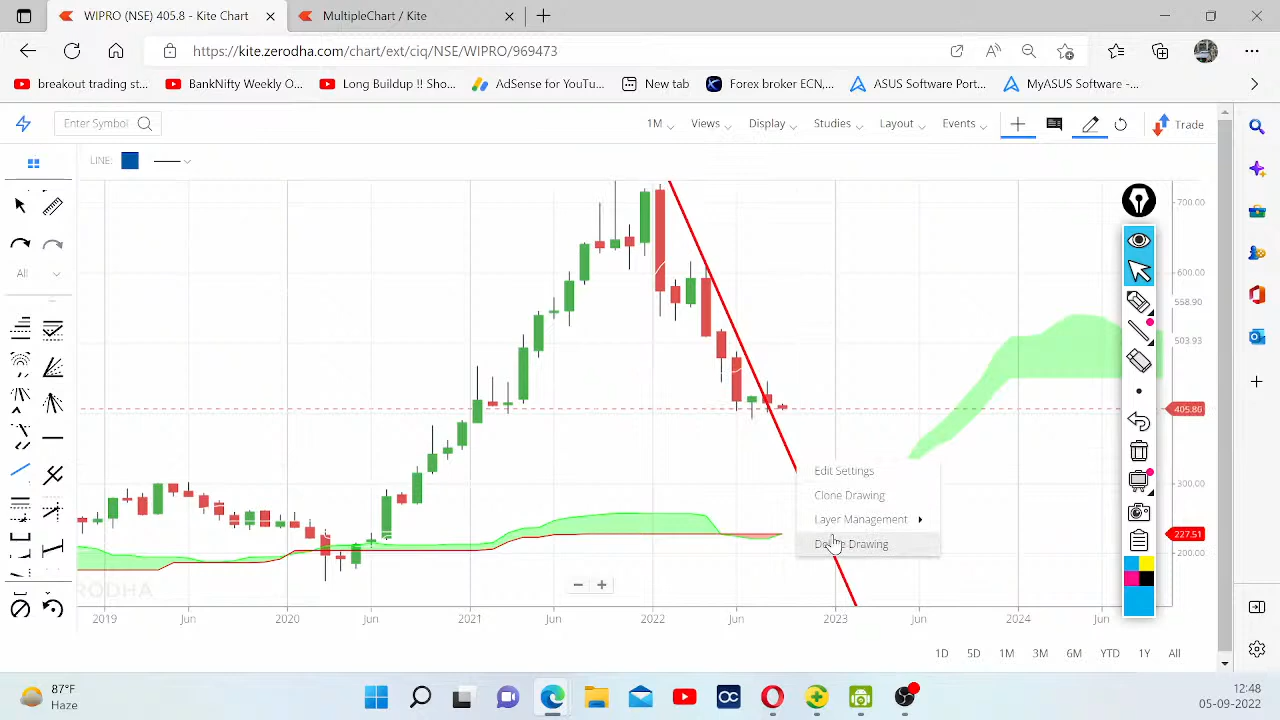 WIPRO (NSE) 405.8 - Kite Chart
MultipleChart / Kite
https://kite.zerodha.com/chart/ext/ciq/NSE/WIPRO/969473
breakout trading st...
BankNifty Weekly O...
Long Buildup !! Sho...
AdSense for YouTu...
New tab
Forex broker ECN,...
ASUS Software Port...
MyASUS Software -...
Enter Symbol
1M
Views
Display
Studies
Layout
Events
Trade
LINE:
All
700.00
600.00
558.90
503.93
405.80
300.00
227.51
200.00
Edit Settings
Clone Drawing
Layer Management
Drawing
2019
Jun
2020
Jun
2021
Jun
2022
Jun
2023
Jun
2024
Jun
1D
5D
1M
3M
6M
YTD
1Y
All
87°F
Haze
12:48
05-09-2022